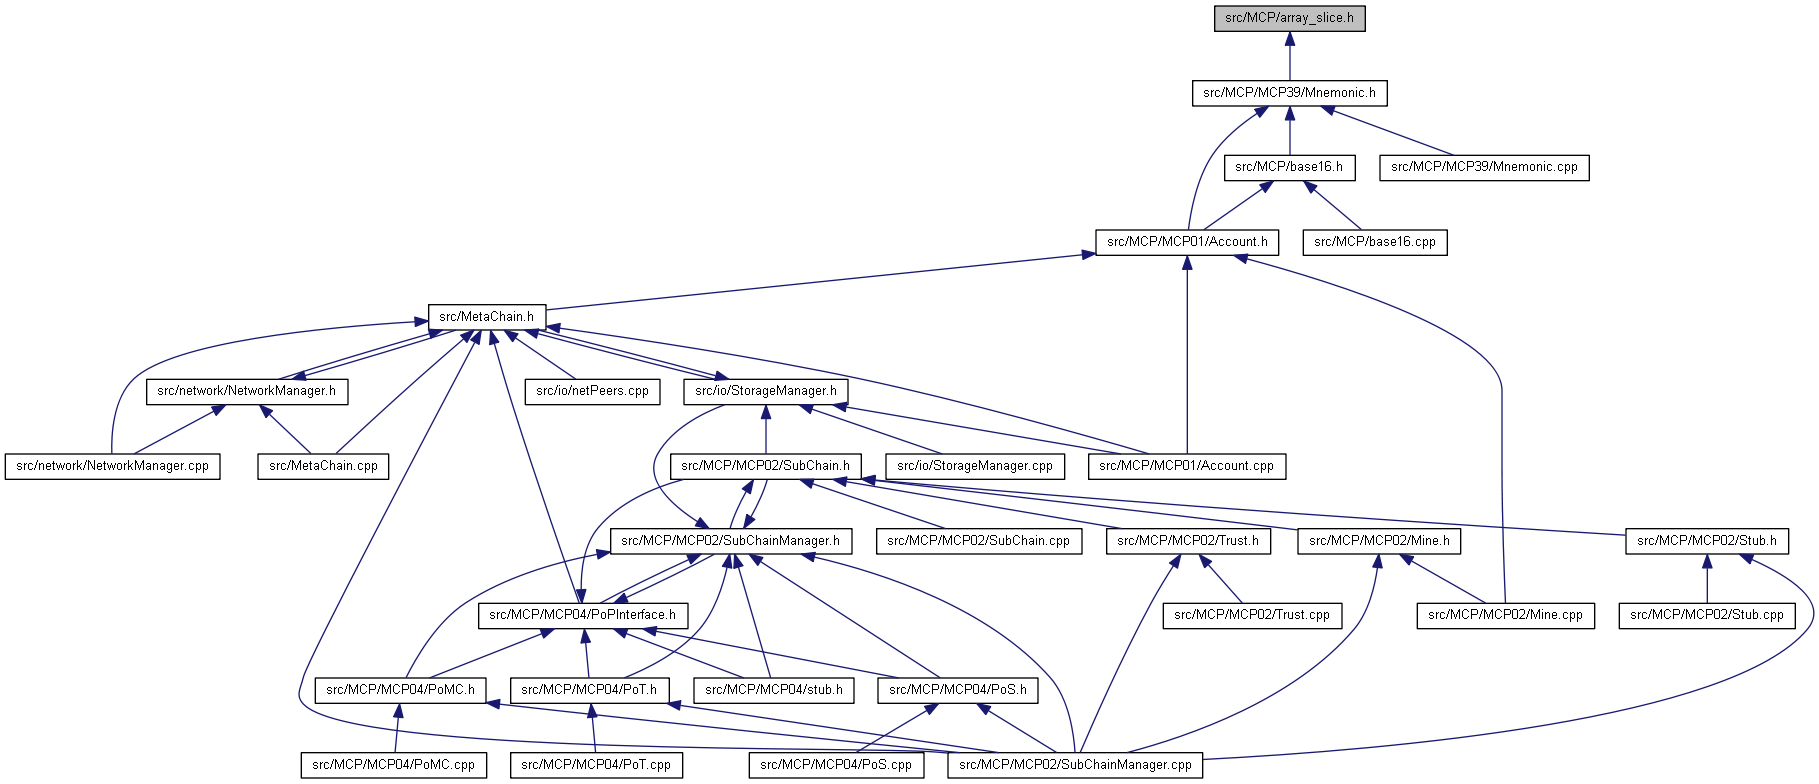 src/MCP/array_slice.h
src/MCP/MCP39/Mnemonic.h
src/MCP/base16.h
src/MCP/MCP39/Mnemonic.cpp
src/MCP/MCP01/Account.h
src/MCP/base16.cpp
src/MetaChain.h
src/network/NetworkManager.h
src/io/netPeers.cpp
src/io/StorageManager.h
src/network/NetworkManager.cpp
src/MetaChain.cpp
src/MCP/MCP02/SubChain.h
src/io/StorageManager.cpp
src/MCP/MCP01/Account.cpp
src/MCP/MCP02/SubChainManager.h
src/MCP/MCP02/SubChain.cpp
src/MCP/MCP02/Trust.h
src/MCP/MCP02/Mine.h
src/MCP/MCP02/Stub.h
src/MCP/MCP04/PoPInterface.h
src/MCP/MCP02/Trust.cpp
src/MCP/MCP02/Mine.cpp
src/MCP/MCP02/Stub.cpp
src/MCP/MCP04/PoMC.h
src/MCP/MCP04/PoT.h
src/MCP/MCP04/stub.h
src/MCP/MCP04/PoS.h
src/MCP/MCP04/PoMC.cpp
src/MCP/MCP04/PoT.cpp
src/MCP/MCP04/PoS.cpp
src/MCP/MCP02/SubChainManager.cpp